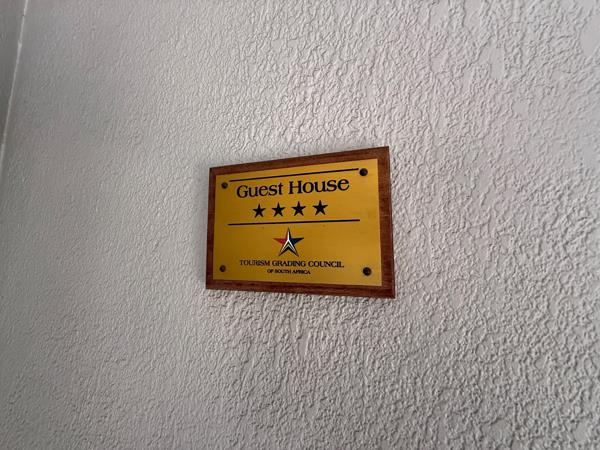 Guest House
★★★★
TOURISM GRADING COUNCIL
OF SOUTH AFRICA